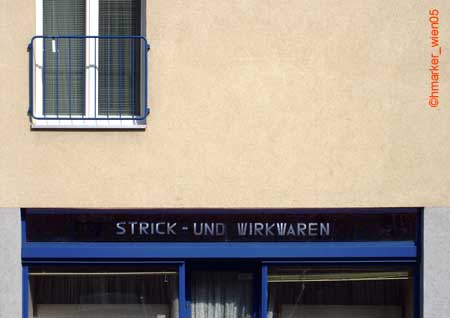 STRICK - UND WIRKWAREN
©hmarker_wien05